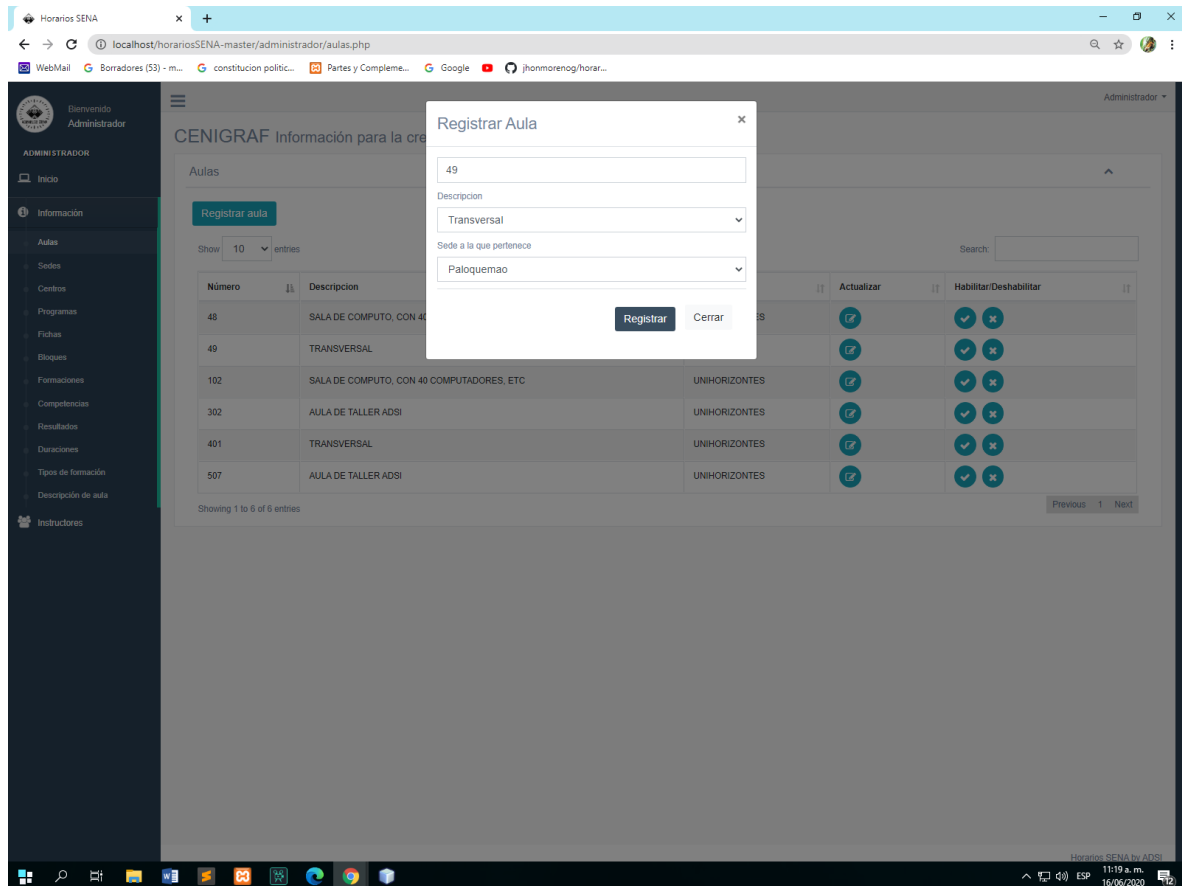 Horarios SENA
localhost/horariosSENA-master/administrador/aulas.php
WebMail Borradores (53) - m... constitucion politic... Partes y Compleme... Google jhonmorenog/horar...
Bienvenido
Administrador
Administrador
ADMINISTRADOR
Inicio
Información
Aulas
Sedes
Centros
Programas
Fichas
Bloques
Formaciones
Competencias
Resultados
Duraciones
Tipos de formación
Descripción de aula
Instructores
CENIGRAF Información para la cre
Aulas
Registrar aula
Show 10 entries
Search:
Registrar Aula ×
49
Descripcion
Transversal
Sede a la que pertenece
Paloquemao
Registrar Cerrar
Número Descripcion Actualizar Habilitar/Deshabilitar
48 SALA DE COMPUTO, CON 40 ES
49 TRANSVERSAL
102 SALA DE COMPUTO, CON 40 COMPUTADORES, ETC UNIHORIZONTES
302 AULA DE TALLER ADSI UNIHORIZONTES
401 TRANSVERSAL UNIHORIZONTES
507 AULA DE TALLER ADSI UNIHORIZONTES
Showing 1 to 6 of 6 entries
Previous 1 Next
Horarios SENA by ADSI
ESP
11:19 a. m.
16/06/2020